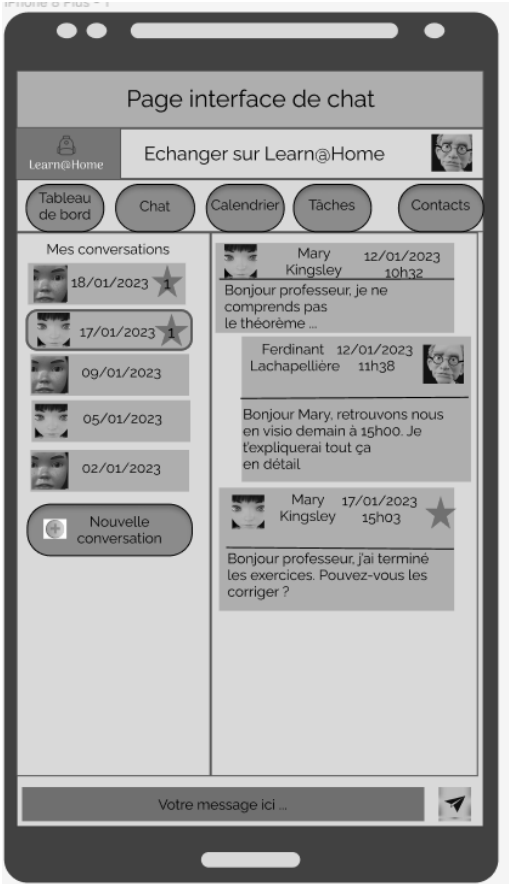 iPhone 8 Plus - 1
Page interface de chat
Learn@Home
Echanger sur Learn@Home
Tableau
de bord
Chat
Calendrier
Tâches
Contacts
Mes conversations
18/01/2023 1
17/01/2023 1
09/01/2023
05/01/2023
02/01/2023
Nouvelle
conversation
Mary 12/01/2023
Kingsley 10h32
Bonjour professeur, je ne
comprends pas
le théorème ...
Ferdinant 12/01/2023
Lachapellière 11h38
Bonjour Mary, retrouvons nous
en visio demain à 15h00. Je
t'expliquerai tout ça
en détail
Mary 17/01/2023
Kingsley 15h03
Bonjour professeur, j'ai terminé
les exercices. Pouvez-vous les
corriger ?
Votre message ici ...